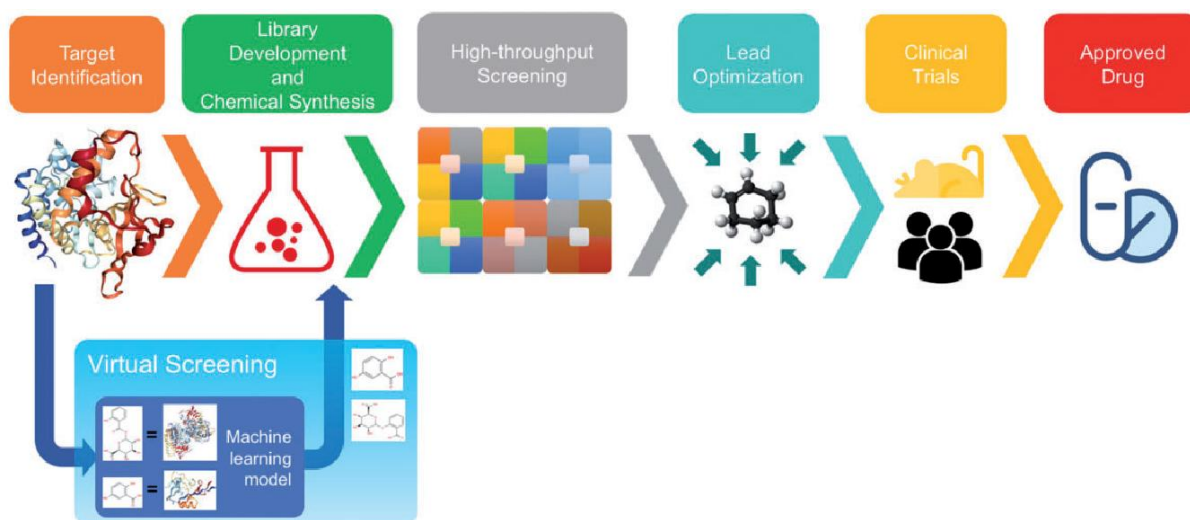 Target
Identification
Library
Development
and
Chemical Synthesis
High-throughput
Screening
Lead
Optimization
Clinical
Trials
Approved
Drug
Virtual Screening
Machine
learning
model